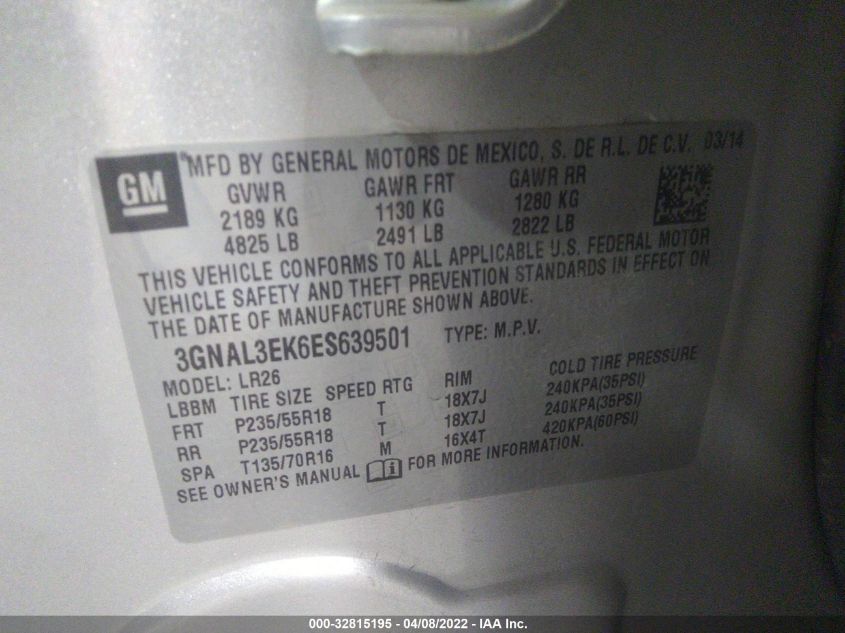 GM
MFD BY GENERAL MOTORS DE MEXICO, S. DE R.L. DE C.V. 03/14
GVWR GAWR FRT GAWR RR
2189 KG 1130 KG 1280 KG
4825 LB 2491 LB 2822 LB
THIS VEHICLE CONFORMS TO ALL APPLICABLE U.S. FEDERAL MOTOR
VEHICLE SAFETY AND THEFT PREVENTION STANDARDS IN EFFECT ON
THE DATE OF MANUFACTURE SHOWN ABOVE.
3GNAL3EK6ES639501 TYPE: M.P.V.
MODEL: LR26
LBBM TIRE SIZE SPEED RTG RIM COLD TIRE PRESSURE
FRT P235/55R18 T 18X7J 240KPA(35PSI)
RR P235/55R18 T 18X7J 240KPA(35PSI)
SPA T135/70R16 M 16X4T 420KPA(60PSI)
SEE OWNER'S MANUAL FOR MORE INFORMATION.
000-32815195 - 04/08/2022 - IAA Inc.